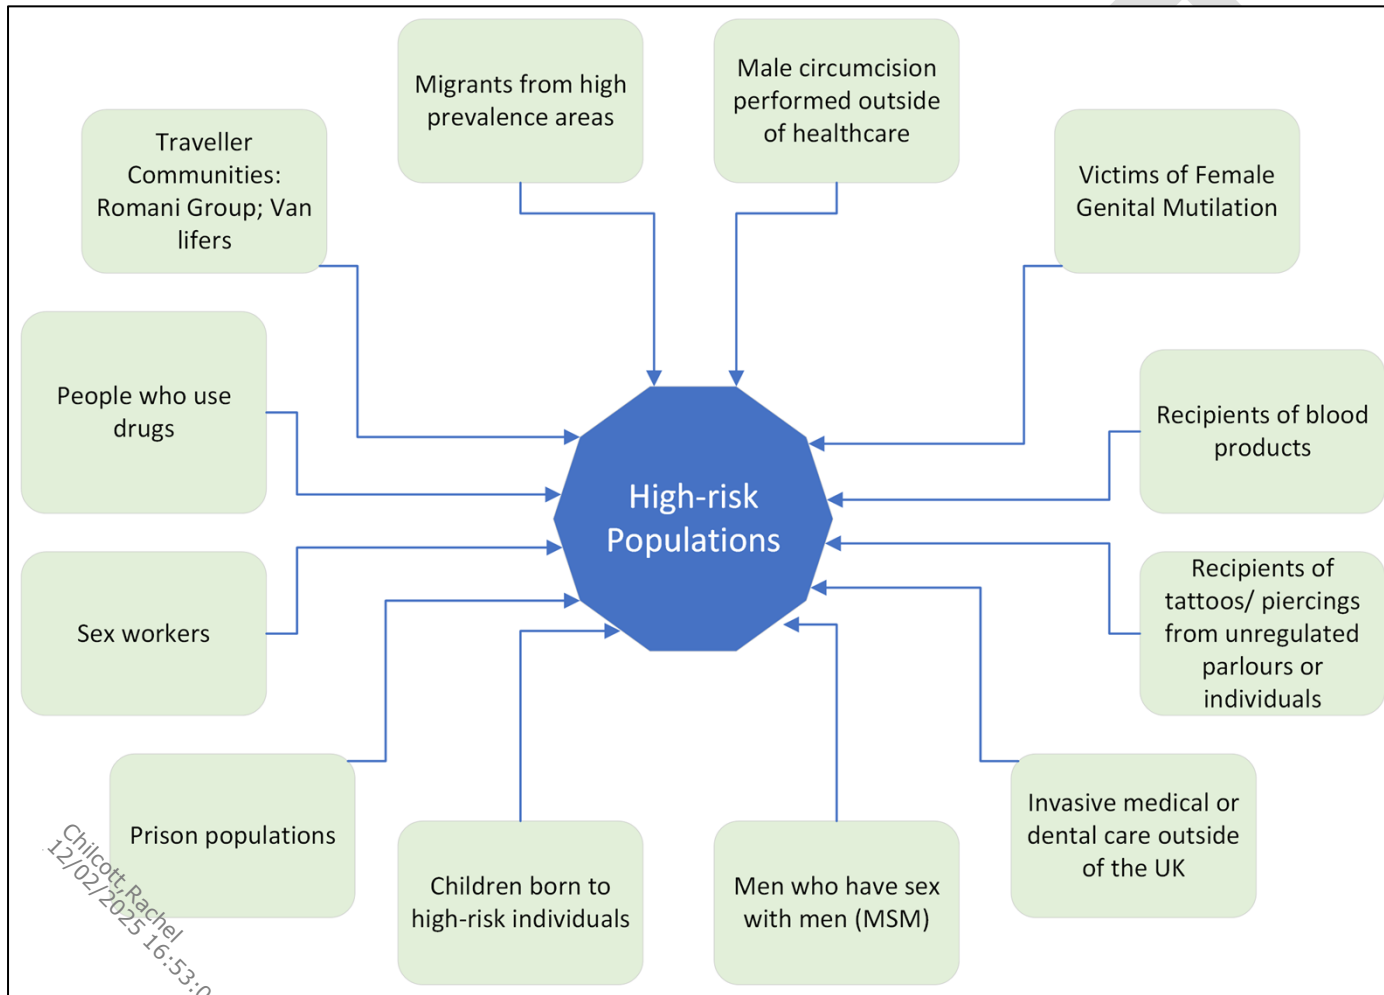 Migrants from high
prevalence areas
Male circumcision
performed outside
of healthcare
Traveller
Communities:
Romani Group; Van
lifers
Victims of Female
Genital Mutilation
People who use
drugs
Recipients of blood
products
High-risk
Populations
Sex workers
Recipients of
tattoos/ piercings
from unregulated
parlours or
individuals
Prison populations
Invasive medical or
dental care outside
of the UK
Children born to
high-risk individuals
Men who have sex
with men (MSM)
Chilcott,Rachel
12/02/2025 16:53:0